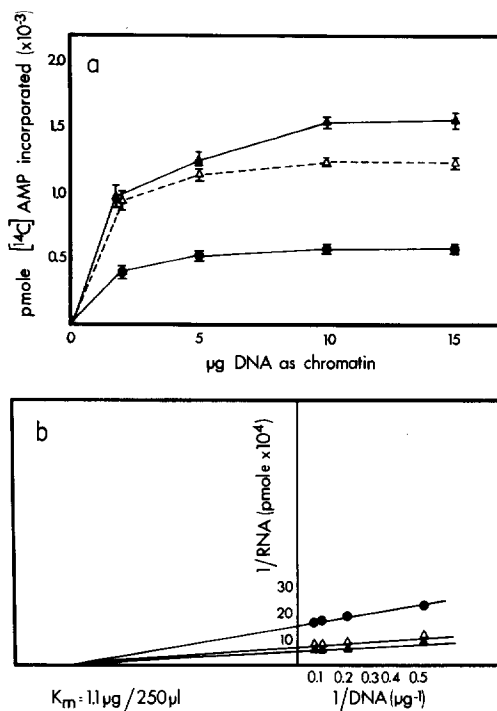 a
pmole [14C] AMP incorporated (x10-3)
2.0
1.5
1.0
0.5
0
0 5 10 15
µg DNA as chromatin
b
1/RNA (pmole x10⁴)
30
20
10
0.1 0.2 0.3 0.4 0.5
Km = 1.1 µg / 250 µl
1/DNA (µg-1)